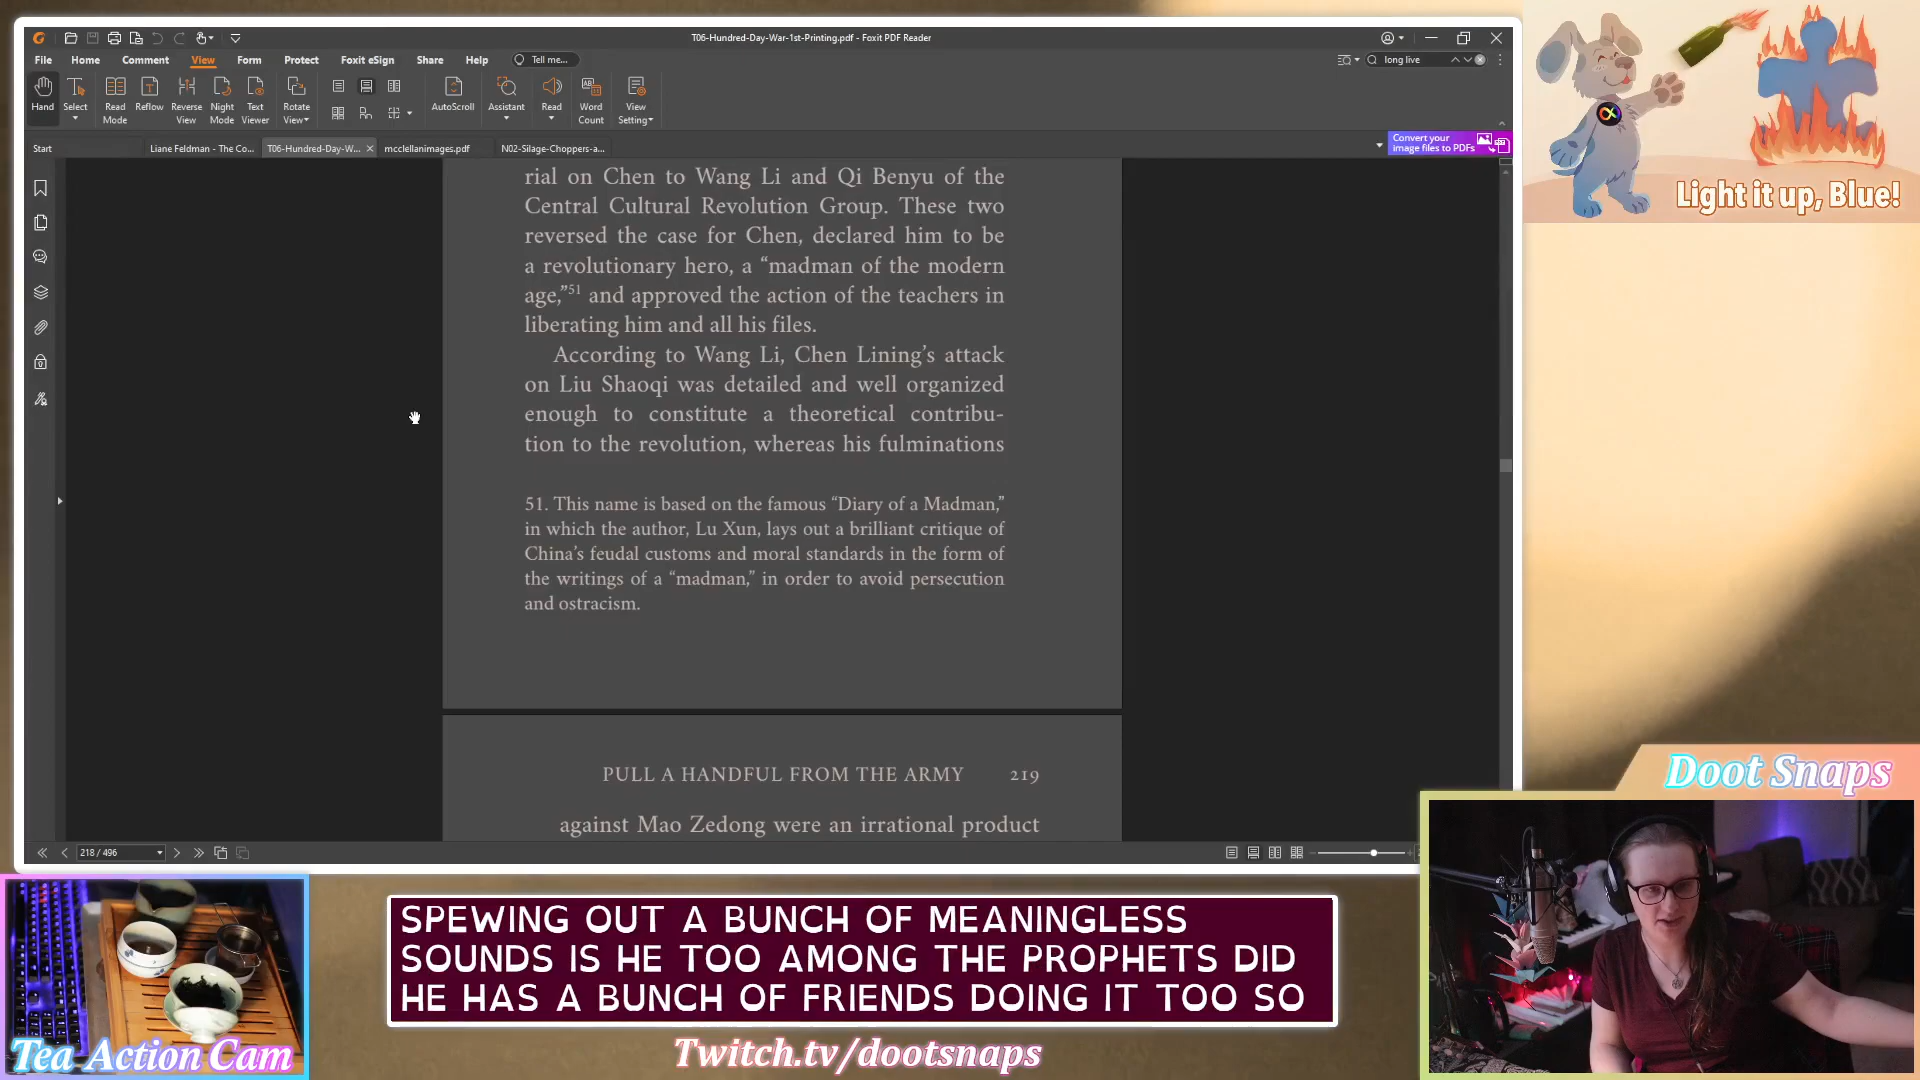 T06-Hundred-Day-War-1st-Printing.pdf - Foxit PDF Reader
File Home Comment View Form Protect Foxit eSign Share Help Tell me...
long live
Hand
Select
Read Mode
Reflow
Reverse View
Night Mode
Text Viewer
Rotate View
AutoScroll
Assistant
Read
Word Count
View Setting
Start
Liane Feldman - The Co...
T06-Hundred-Day-W...
mcclellanimages.pdf
N02-Silage-Choppers-a...
Convert your
image files to PDFs
rial on Chen to Wang Li and Qi Benyu of the
Central Cultural Revolution Group. These two
reversed the case for Chen, declared him to be
a revolutionary hero, a “madman of the modern
age,”51 and approved the action of the teachers in
liberating him and all his files.
According to Wang Li, Chen Lining’s attack
on Liu Shaoqi was detailed and well organized
enough to constitute a theoretical contribu-
tion to the revolution, whereas his fulminations
51. This name is based on the famous “Diary of a Madman,”
in which the author, Lu Xun, lays out a brilliant critique of
China’s feudal customs and moral standards in the form of
the writings of a “madman,” in order to avoid persecution
and ostracism.
PULL A HANDFUL FROM THE ARMY 219
against Mao Zedong were an irrational product
218 / 496
Light it up, Blue!
Doot Snaps
Tea Action Cam
SPEWING OUT A BUNCH OF MEANINGLESS
SOUNDS IS HE TOO AMONG THE PROPHETS DID
HE HAS A BUNCH OF FRIENDS DOING IT TOO SO
Twitch.tv/dootsnaps